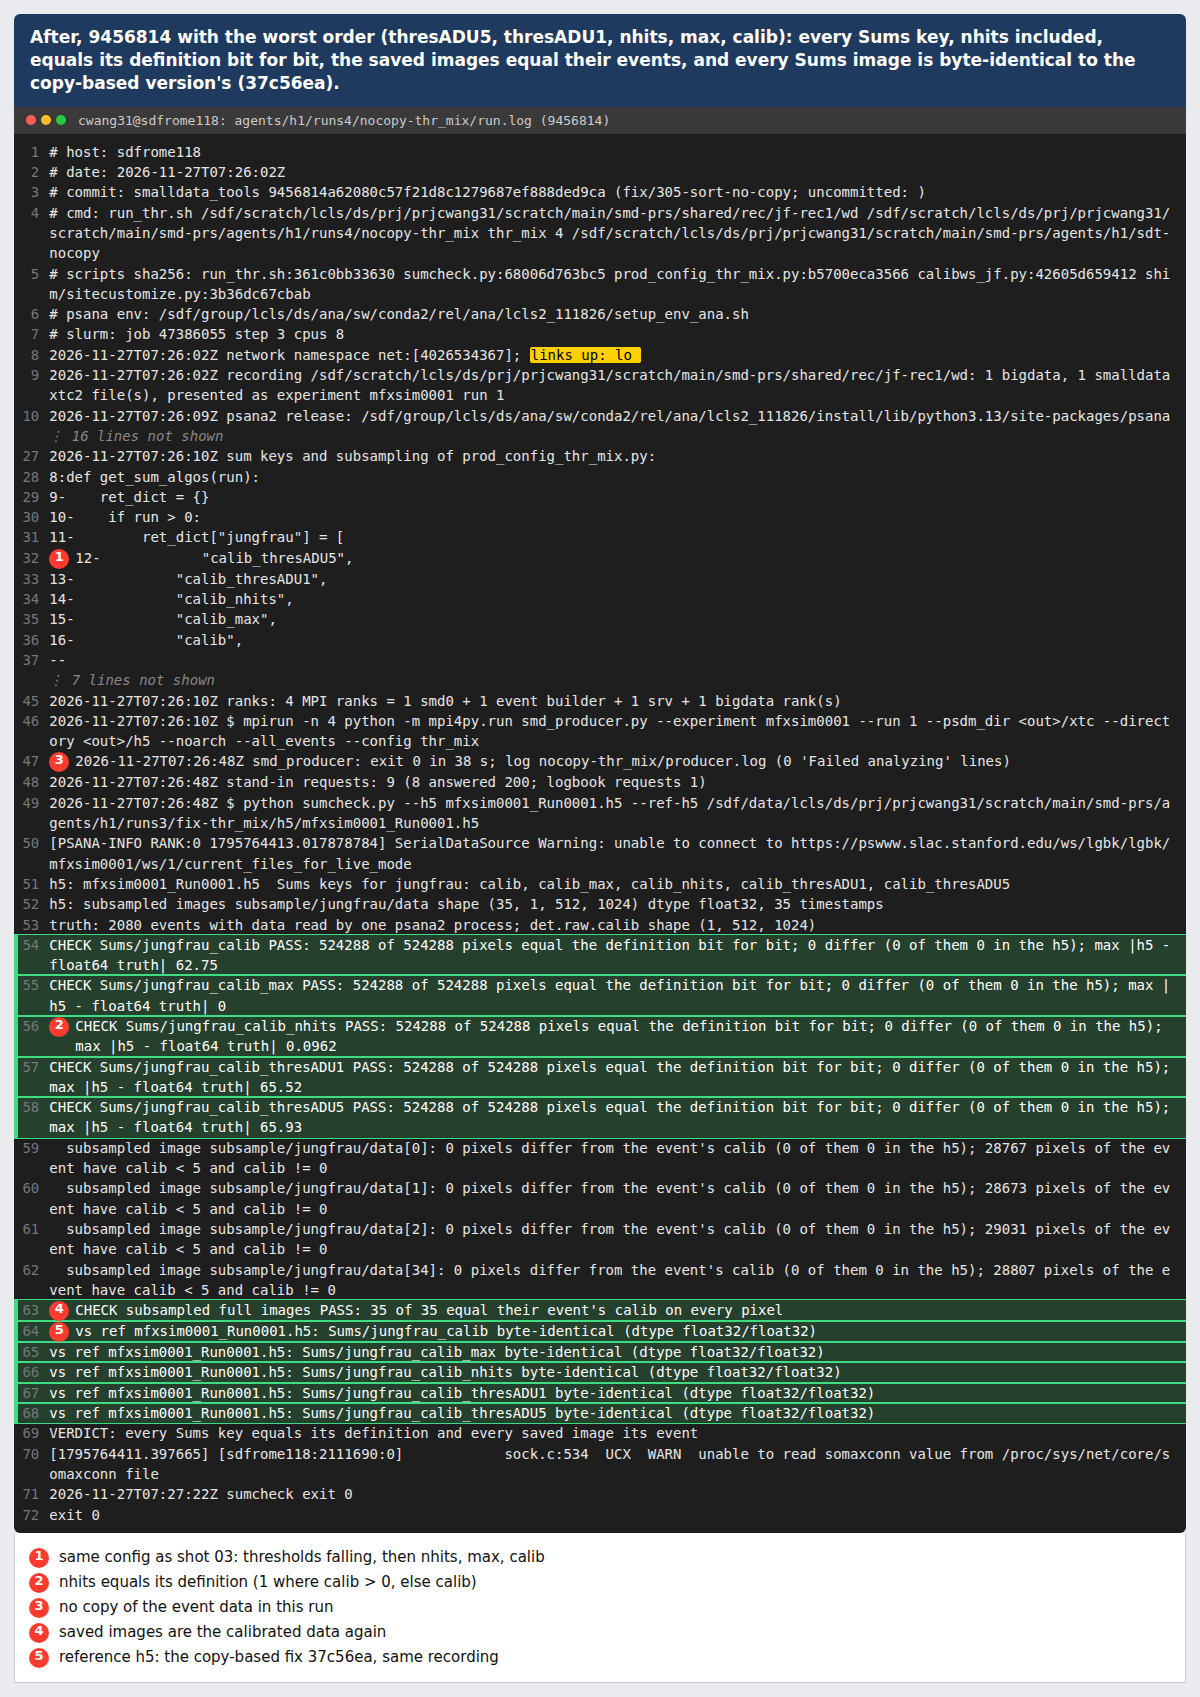 After, 9456814 with the worst order (thresADU5, thresADU1, nhits, max, calib): every Sums key, nhits included,
equals its definition bit for bit, the saved images equal their events, and every Sums image is byte-identical to the
copy-based version's (37c56ea).
cwang31@sdfrome118: agents/h1/runs4/nocopy-thr_mix/run.log (9456814)
1 # host: sdfrome118
2 # date: 2026-11-27T07:26:02Z
3 # commit: smalldata_tools 9456814a62080c57f21d8c1279687ef888ded9ca (fix/305-sort-no-copy; uncommitted: )
4 # cmd: run_thr.sh /sdf/scratch/lcls/ds/prj/prjcwang31/scratch/main/smd-prs/shared/rec/jf-rec1/wd /sdf/scratch/lcls/ds/prj/prjcwang31/
scratch/main/smd-prs/agents/h1/runs4/nocopy-thr_mix thr_mix 4 /sdf/scratch/lcls/ds/prj/prjcwang31/scratch/main/smd-prs/agents/h1/sdt-
nocopy
5 # scripts sha256: run_thr.sh:361c0bb33630 sumcheck.py:68006d763bc5 prod_config_thr_mix.py:b5700eca3566 calibws_jf.py:42605d659412 shi
m/sitecustomize.py:3b36dc67cbab
6 # psana env: /sdf/group/lcls/ds/ana/sw/conda2/rel/ana/lcls2_111826/setup_env_ana.sh
7 # slurm: job 47386055 step 3 cpus 8
8 2026-11-27T07:26:02Z network namespace net:[4026534367]; links up: lo
9 2026-11-27T07:26:02Z recording /sdf/scratch/lcls/ds/prj/prjcwang31/scratch/main/smd-prs/shared/rec/jf-rec1/wd: 1 bigdata, 1 smalldata
xtc2 file(s), presented as experiment mfxsim0001 run 1
10 2026-11-27T07:26:09Z psana2 release: /sdf/group/lcls/ds/ana/sw/conda2/rel/ana/lcls2_111826/install/lib/python3.13/site-packages/psana
⋮ 16 lines not shown
27 2026-11-27T07:26:10Z sum keys and subsampling of prod_config_thr_mix.py:
28 8:def get_sum_algos(run):
29 9-    ret_dict = {}
30 10-    if run > 0:
31 11-        ret_dict["jungfrau"] = [
32 1 12-            "calib_thresADU5",
33 13-            "calib_thresADU1",
34 14-            "calib_nhits",
35 15-            "calib_max",
36 16-            "calib",
37 --
⋮ 7 lines not shown
45 2026-11-27T07:26:10Z ranks: 4 MPI ranks = 1 smd0 + 1 event builder + 1 srv + 1 bigdata rank(s)
46 2026-11-27T07:26:10Z $ mpirun -n 4 python -m mpi4py.run smd_producer.py --experiment mfxsim0001 --run 1 --psdm_dir <out>/xtc --direct
ory <out>/h5 --noarch --all_events --config thr_mix
47 3 2026-11-27T07:26:48Z smd_producer: exit 0 in 38 s; log nocopy-thr_mix/producer.log (0 'Failed analyzing' lines)
48 2026-11-27T07:26:48Z stand-in requests: 9 (8 answered 200; logbook requests 1)
49 2026-11-27T07:26:48Z $ python sumcheck.py --h5 mfxsim0001_Run0001.h5 --ref-h5 /sdf/data/lcls/ds/prj/prjcwang31/scratch/main/smd-prs/a
gents/h1/runs3/fix-thr_mix/h5/mfxsim0001_Run0001.h5
50 [PSANA-INFO RANK:0 1795764413.017878784] SerialDataSource Warning: unable to connect to https://pswww.slac.stanford.edu/ws/lgbk/lgbk/
mfxsim0001/ws/1/current_files_for_live_mode
51 h5: mfxsim0001_Run0001.h5  Sums keys for jungfrau: calib, calib_max, calib_nhits, calib_thresADU1, calib_thresADU5
52 h5: subsampled images subsample/jungfrau/data shape (35, 1, 512, 1024) dtype float32, 35 timestamps
53 truth: 2080 events with data read by one psana2 process; det.raw.calib shape (1, 512, 1024)
54 CHECK Sums/jungfrau_calib PASS: 524288 of 524288 pixels equal the definition bit for bit; 0 differ (0 of them 0 in the h5); max |h5 -
float64 truth| 62.75
55 CHECK Sums/jungfrau_calib_max PASS: 524288 of 524288 pixels equal the definition bit for bit; 0 differ (0 of them 0 in the h5); max |
h5 - float64 truth| 0
56 2 CHECK Sums/jungfrau_calib_nhits PASS: 524288 of 524288 pixels equal the definition bit for bit; 0 differ (0 of them 0 in the h5);
max |h5 - float64 truth| 0.0962
57 CHECK Sums/jungfrau_calib_thresADU1 PASS: 524288 of 524288 pixels equal the definition bit for bit; 0 differ (0 of them 0 in the h5);
max |h5 - float64 truth| 65.52
58 CHECK Sums/jungfrau_calib_thresADU5 PASS: 524288 of 524288 pixels equal the definition bit for bit; 0 differ (0 of them 0 in the h5);
max |h5 - float64 truth| 65.93
59   subsampled image subsample/jungfrau/data[0]: 0 pixels differ from the event's calib (0 of them 0 in the h5); 28767 pixels of the ev
ent have calib < 5 and calib != 0
60   subsampled image subsample/jungfrau/data[1]: 0 pixels differ from the event's calib (0 of them 0 in the h5); 28673 pixels of the ev
ent have calib < 5 and calib != 0
61   subsampled image subsample/jungfrau/data[2]: 0 pixels differ from the event's calib (0 of them 0 in the h5); 29031 pixels of the ev
ent have calib < 5 and calib != 0
62   subsampled image subsample/jungfrau/data[34]: 0 pixels differ from the event's calib (0 of them 0 in the h5); 28807 pixels of the e
vent have calib < 5 and calib != 0
63 4 CHECK subsampled full images PASS: 35 of 35 equal their event's calib on every pixel
64 5 vs ref mfxsim0001_Run0001.h5: Sums/jungfrau_calib byte-identical (dtype float32/float32)
65 vs ref mfxsim0001_Run0001.h5: Sums/jungfrau_calib_max byte-identical (dtype float32/float32)
66 vs ref mfxsim0001_Run0001.h5: Sums/jungfrau_calib_nhits byte-identical (dtype float32/float32)
67 vs ref mfxsim0001_Run0001.h5: Sums/jungfrau_calib_thresADU1 byte-identical (dtype float32/float32)
68 vs ref mfxsim0001_Run0001.h5: Sums/jungfrau_calib_thresADU5 byte-identical (dtype float32/float32)
69 VERDICT: every Sums key equals its definition and every saved image its event
70 [1795764411.397665] [sdfrome118:2111690:0]            sock.c:534  UCX  WARN  unable to read somaxconn value from /proc/sys/net/core/s
omaxconn file
71 2026-11-27T07:27:22Z sumcheck exit 0
72 exit 0
1 same config as shot 03: thresholds falling, then nhits, max, calib
2 nhits equals its definition (1 where calib > 0, else calib)
3 no copy of the event data in this run
4 saved images are the calibrated data again
5 reference h5: the copy-based fix 37c56ea, same recording